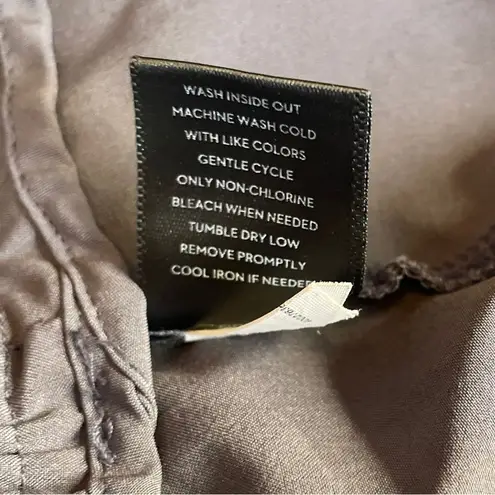 WASH INSIDE OUT
MACHINE WASH COLD
WITH LIKE COLORS
GENTLE CYCLE
ONLY NON-CHLORINE
BLEACH WHEN NEEDED
TUMBLE DRY LOW
REMOVE PROMPTLY
COOL IRON IF NEEDED